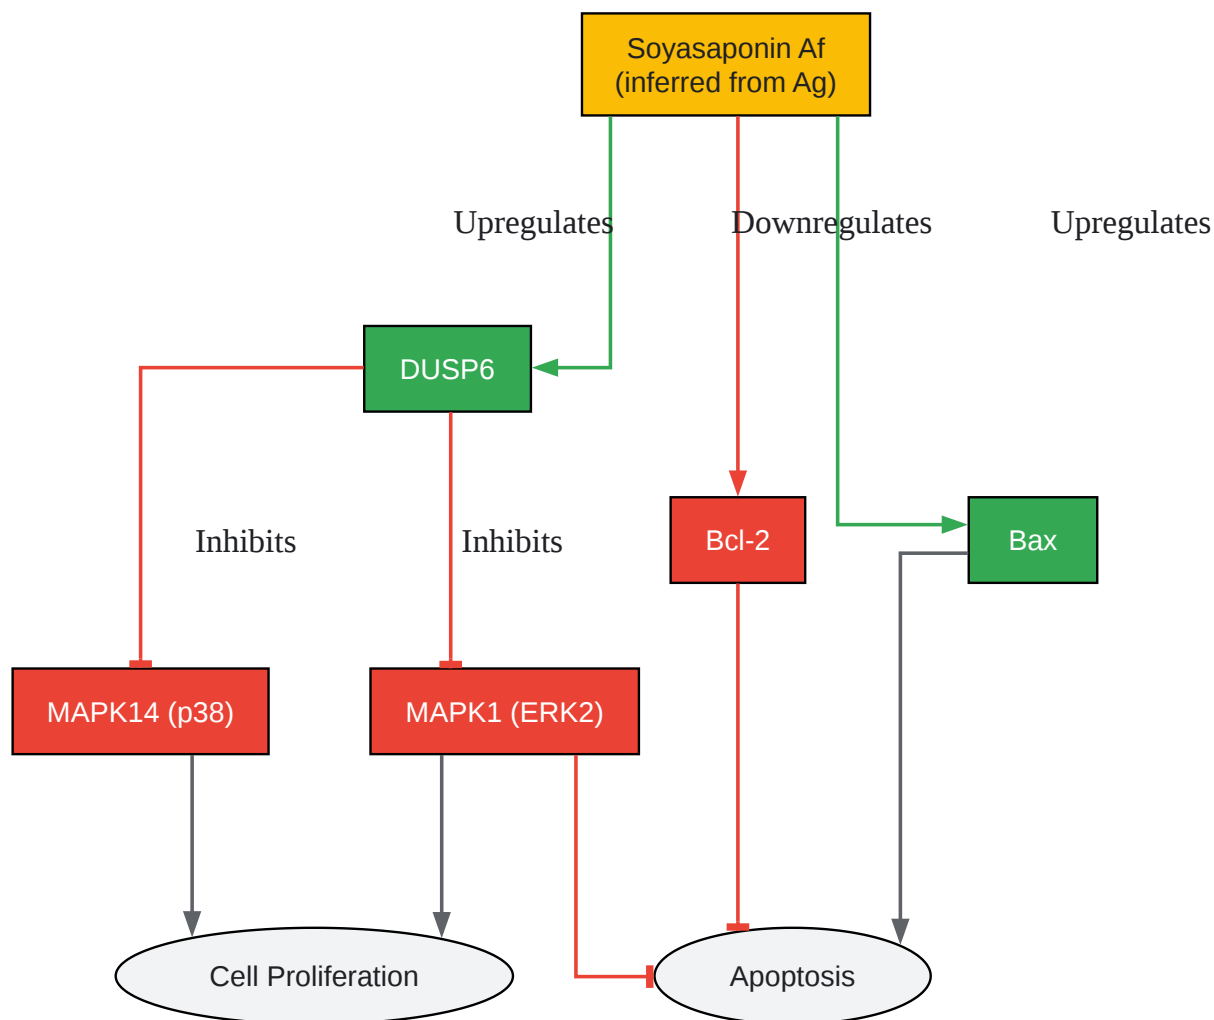 Soyasaponin Af
(inferred from Ag)
Upregulates
Downregulates
Upregulates
DUSP6
Inhibits
Inhibits
Bcl-2
Bax
MAPK14 (p38)
MAPK1 (ERK2)
Cell Proliferation
Apoptosis